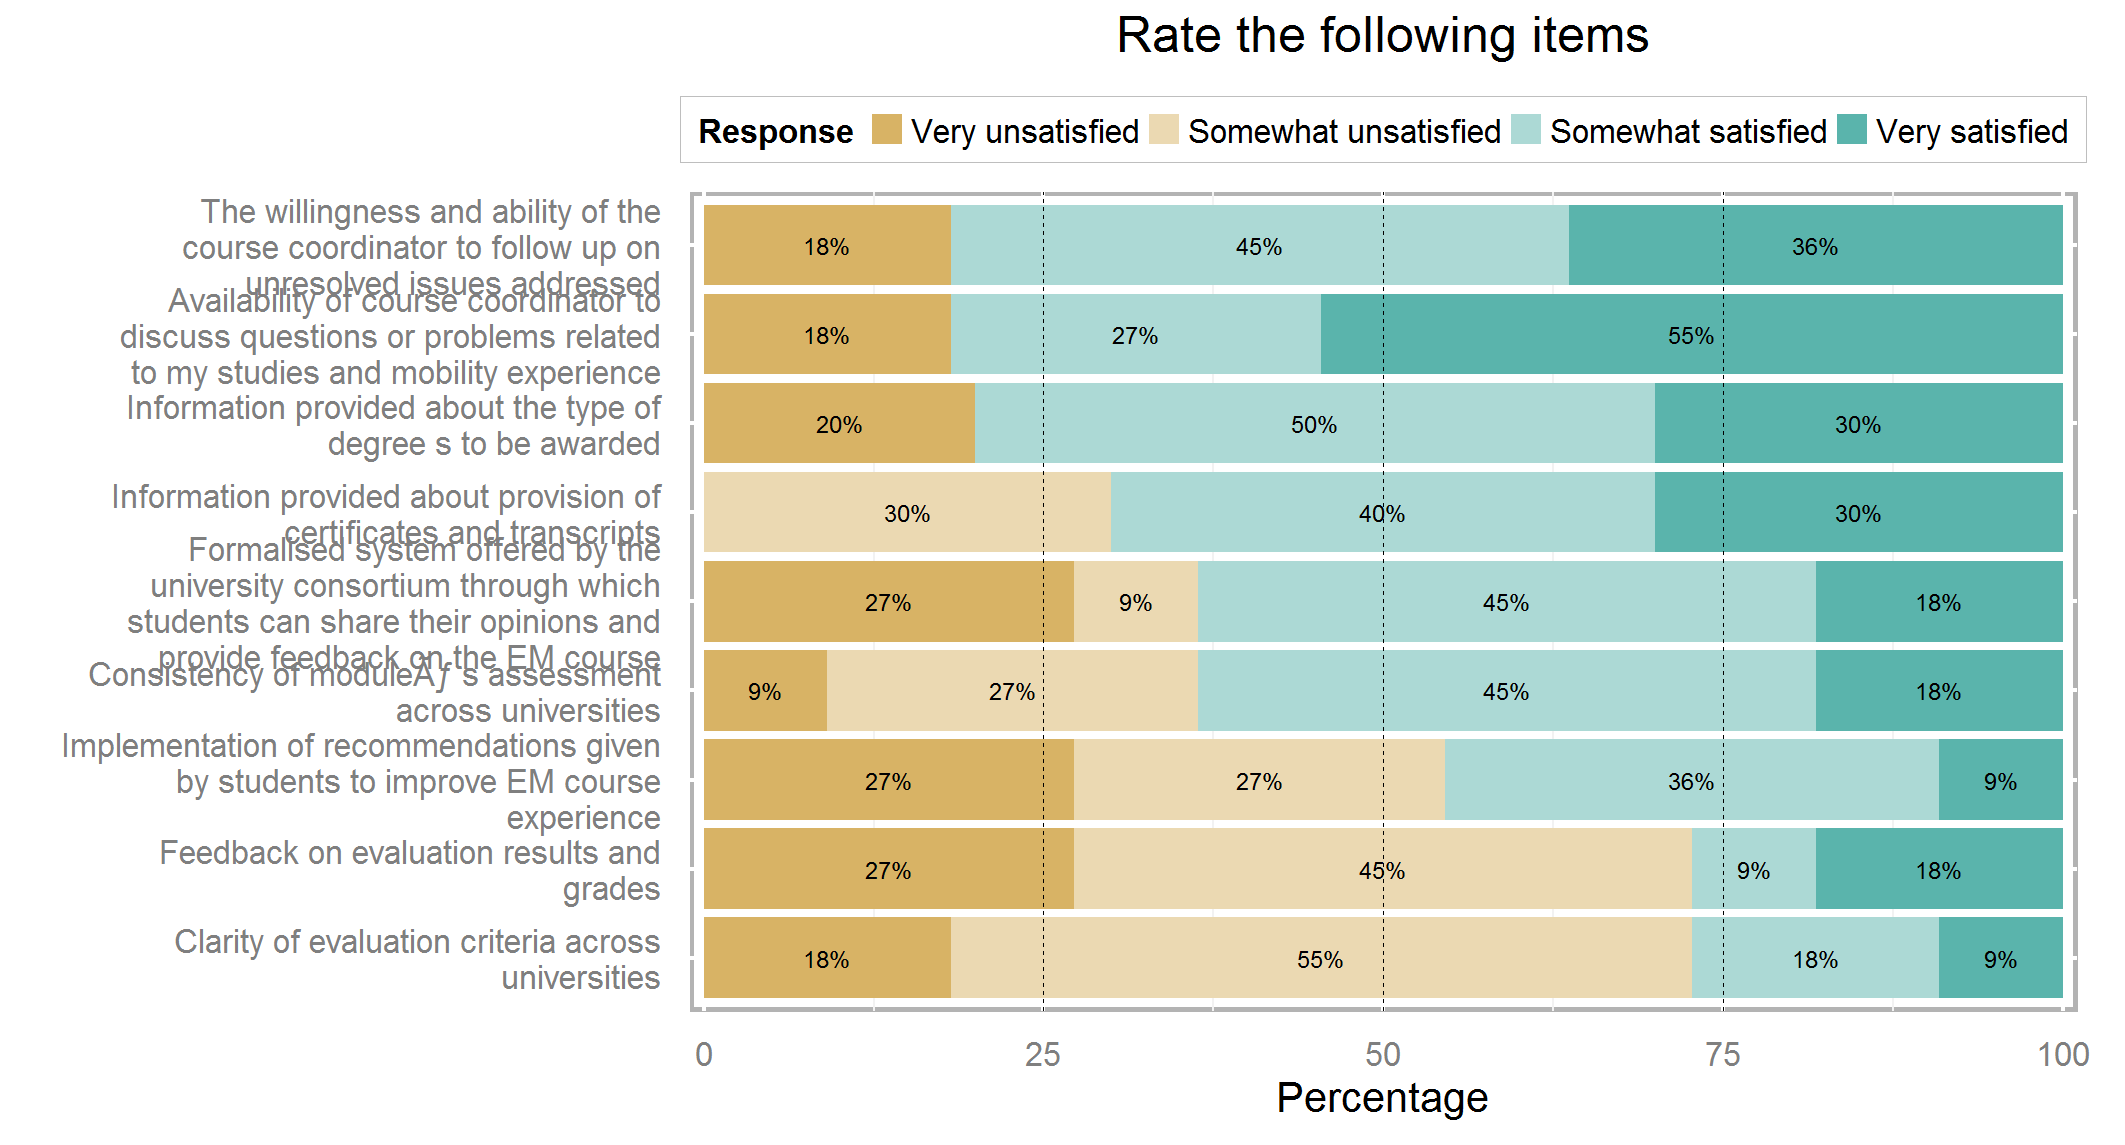 Rate the following items
Response Very unsatisfied Somewhat unsatisfied Somewhat satisfied Very satisfied
The willingness and ability of the
course coordinator to follow up on
unresolved issues addressed
18% 45% 36%
Availability of course coordinator to
discuss questions or problems related
to my studies and mobility experience
18% 27% 55%
Information provided about the type of
degree s to be awarded
20% 50% 30%
Information provided about provision of
certificates and transcripts
30% 40% 30%
Formalised system offered by the
university consortium through which
students can share their opinions and
provide feedback on the EM course
27% 9% 45% 18%
Consistency of moduleÃƒ s assessment
across universities
9% 27% 45% 18%
Implementation of recommendations given
by students to improve EM course
experience
27% 27% 36% 9%
Feedback on evaluation results and
grades
27% 45% 9% 18%
Clarity of evaluation criteria across
universities
18% 55% 18% 9%
0 25 50 75 100
Percentage